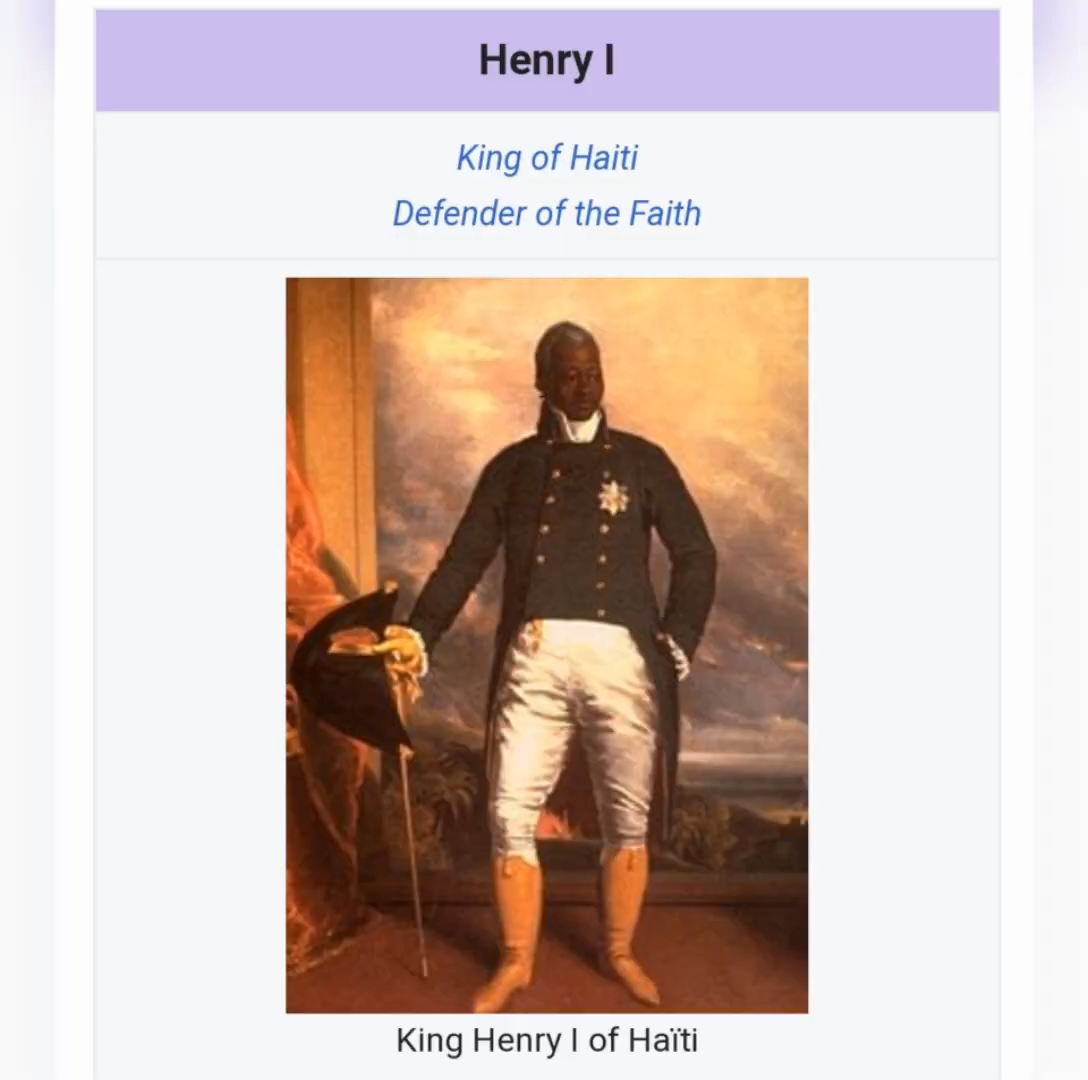 Henry I
King of Haiti
Defender of the Faith
King Henry I of Haïti